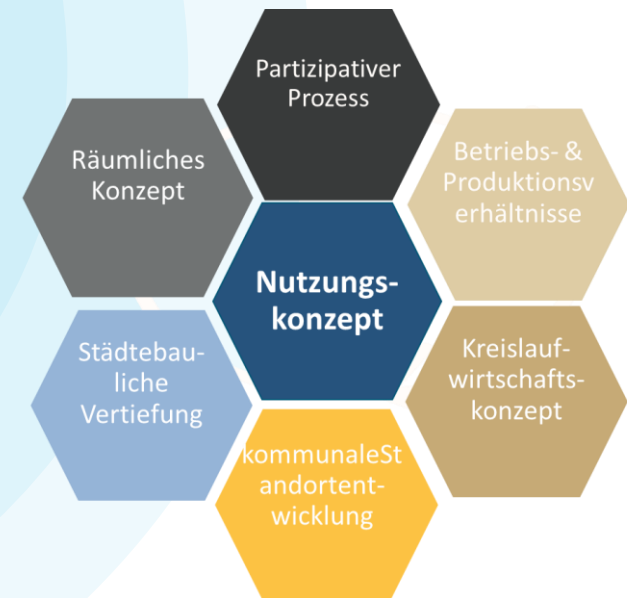 Partizipativer
Prozess
Räumliches
Konzept
Betriebs- &
Produktionsv
erhältnisse
Nutzungs-
konzept
Städtebau-
liche
Vertiefung
Kreislauf-
wirtschafts-
konzept
kommunaleSt
andortent-
wicklung